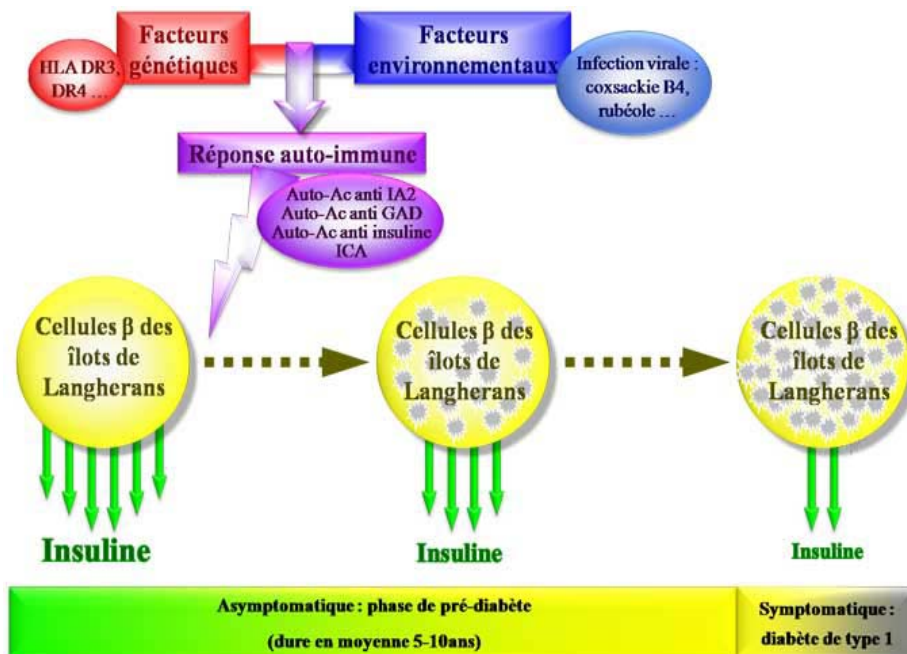 Facteurs
génétiques
Facteurs
environnementaux
HLA DR3,
DR4 ...
Infection virale :
coxsackie B4,
rubéole ...
Réponse auto-immune
Auto-Ac anti IA2
Auto-Ac anti GAD
Auto-Ac anti insuline
ICA
Cellules β des
îlots de
Langherans
Cellules β des
îlots de
Langherans
Cellules β des
îlots de
Langherans
Insuline
Insuline
Insuline
Asymptomatique : phase de pré-diabète
(dure en moyenne 5-10ans)
Symptomatique :
diabète de type 1